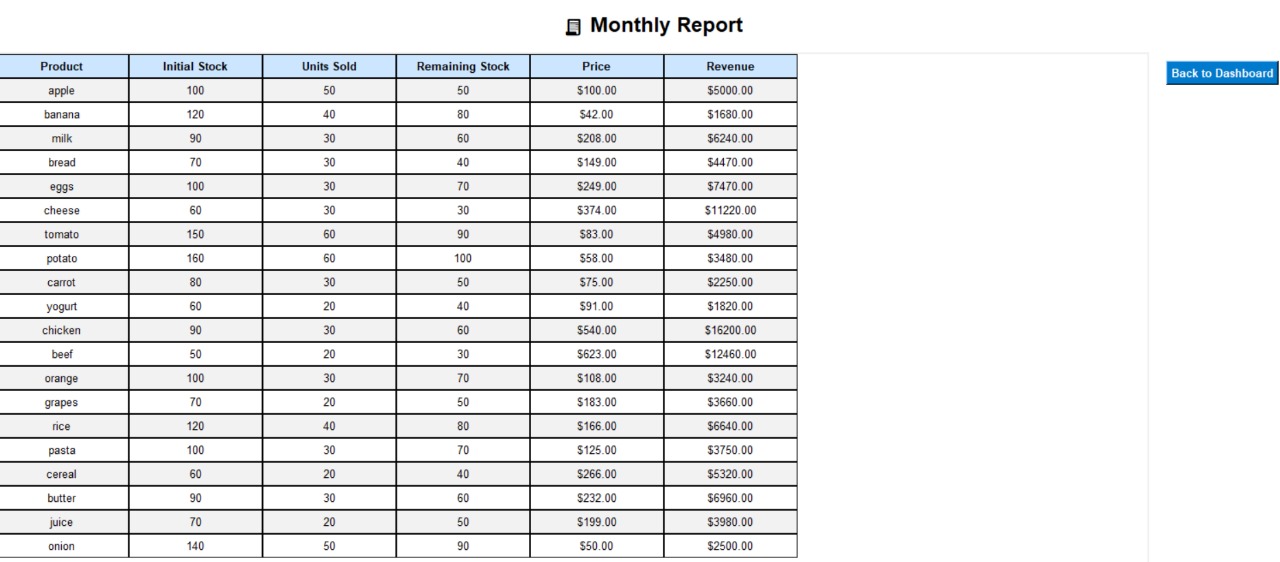 Monthly Report
Product Initial Stock Units Sold Remaining Stock Price Revenue
Back to Dashboard
apple 100 50 50 $100.00 $5000.00
banana 120 40 80 $42.00 $1680.00
milk 90 30 60 $208.00 $6240.00
bread 70 30 40 $149.00 $4470.00
eggs 100 30 70 $249.00 $7470.00
cheese 60 30 30 $374.00 $11220.00
tomato 150 60 90 $83.00 $4980.00
potato 160 60 100 $58.00 $3480.00
carrot 80 30 50 $75.00 $2250.00
yogurt 60 20 40 $91.00 $1820.00
chicken 90 30 60 $540.00 $16200.00
beef 50 20 30 $623.00 $12460.00
orange 100 30 70 $108.00 $3240.00
grapes 70 20 50 $183.00 $3660.00
rice 120 40 80 $166.00 $6640.00
pasta 100 30 70 $125.00 $3750.00
cereal 60 20 40 $266.00 $5320.00
butter 90 30 60 $232.00 $6960.00
juice 70 20 50 $199.00 $3980.00
onion 140 50 90 $50.00 $2500.00